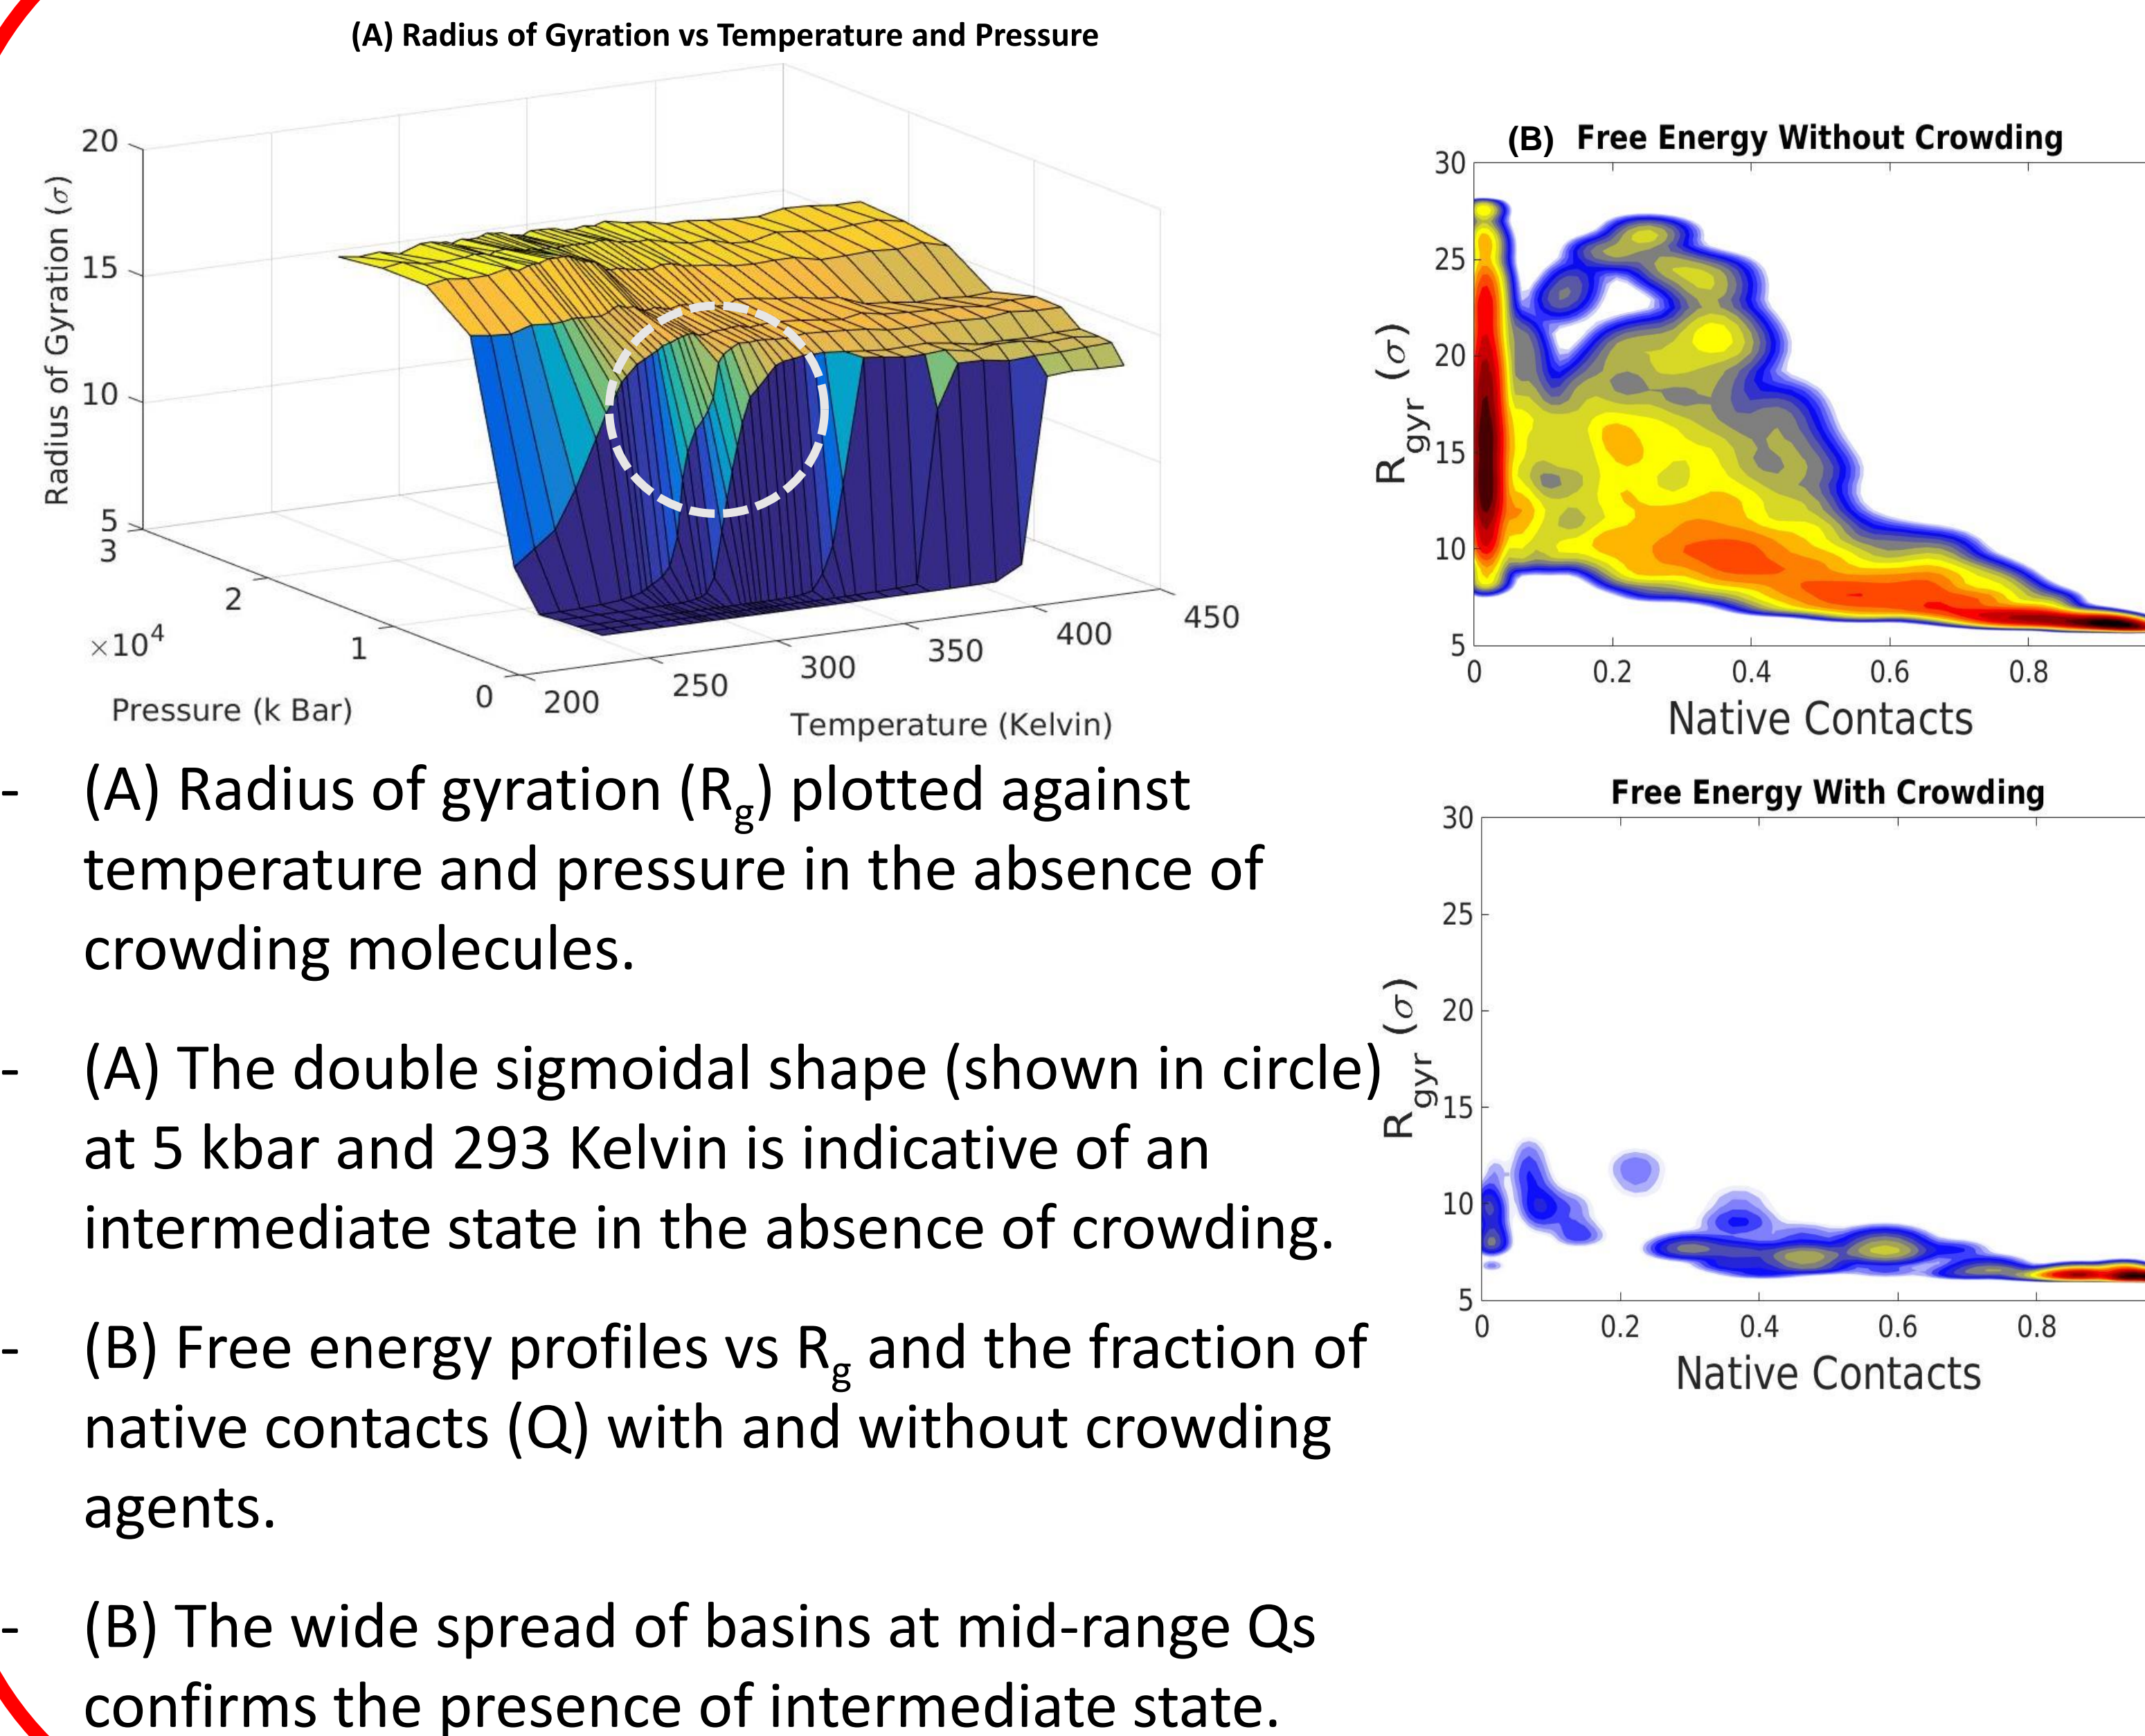 (A) Radius of Gyration vs Temperature and Pressure
20
15
10
5
Radius of Gyration (σ)
3
2
1
0
×10⁴
Pressure (k Bar)
200
250
300
350
400
450
Temperature (Kelvin)
(B) Free Energy Without Crowding
30
25
20
15
10
5
R_gyr (σ)
0
0.2
0.4
0.6
0.8
Native Contacts
Free Energy With Crowding
30
25
20
15
10
5
R_gyr (σ)
0
0.2
0.4
0.6
0.8
Native Contacts
- (A) Radius of gyration (R_g) plotted against
temperature and pressure in the absence of
crowding molecules.
- (A) The double sigmoidal shape (shown in circle)
at 5 kbar and 293 Kelvin is indicative of an
intermediate state in the absence of crowding.
- (B) Free energy profiles vs R_g and the fraction of
native contacts (Q) with and without crowding
agents.
- (B) The wide spread of basins at mid-range Qs
confirms the presence of intermediate state.